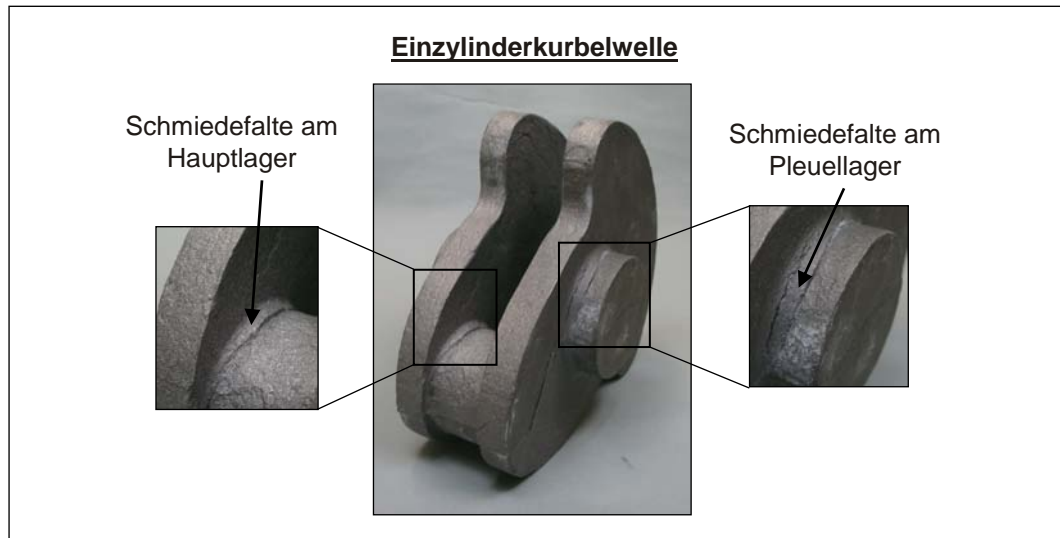 Einzylinderkurbelwelle
Schmiedefalte am
Hauptlager
Schmiedefalte am
Pleuellager